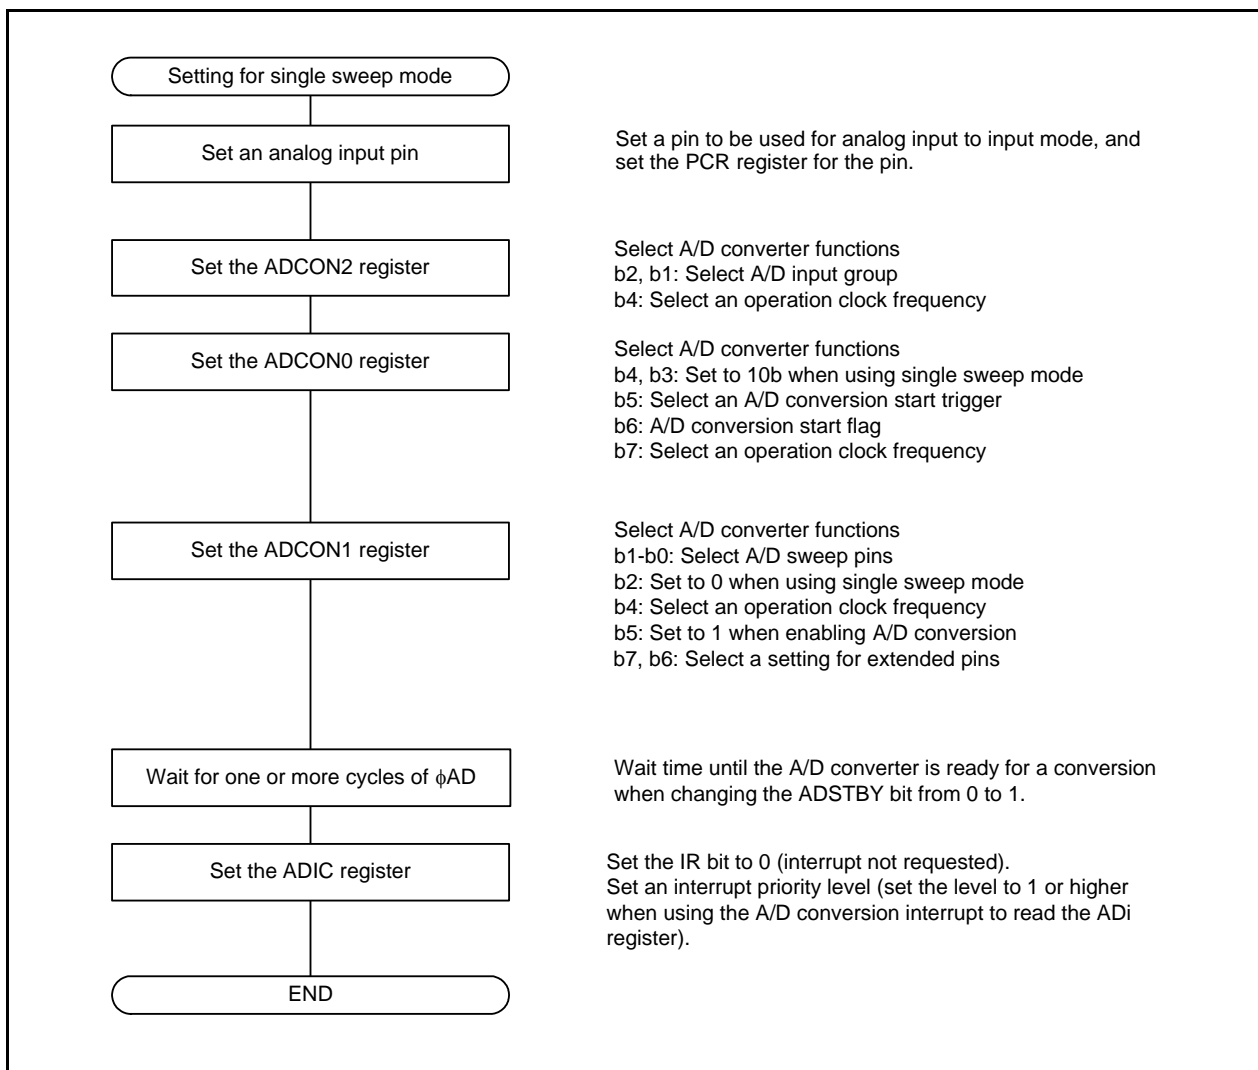 Setting for single sweep mode
Set an analog input pin
Set a pin to be used for analog input to input mode, and
set the PCR register for the pin.
Set the ADCON2 register
Select A/D converter functions
b2, b1: Select A/D input group
b4: Select an operation clock frequency
Set the ADCON0 register
Select A/D converter functions
b4, b3: Set to 10b when using single sweep mode
b5: Select an A/D conversion start trigger
b6: A/D conversion start flag
b7: Select an operation clock frequency
Set the ADCON1 register
Select A/D converter functions
b1-b0: Select A/D sweep pins
b2: Set to 0 when using single sweep mode
b4: Select an operation clock frequency
b5: Set to 1 when enabling A/D conversion
b7, b6: Select a setting for extended pins
Wait for one or more cycles of ϕAD
Wait time until the A/D converter is ready for a conversion
when changing the ADSTBY bit from 0 to 1.
Set the ADIC register
Set the IR bit to 0 (interrupt not requested).
Set an interrupt priority level (set the level to 1 or higher
when using the A/D conversion interrupt to read the ADi
register).
END